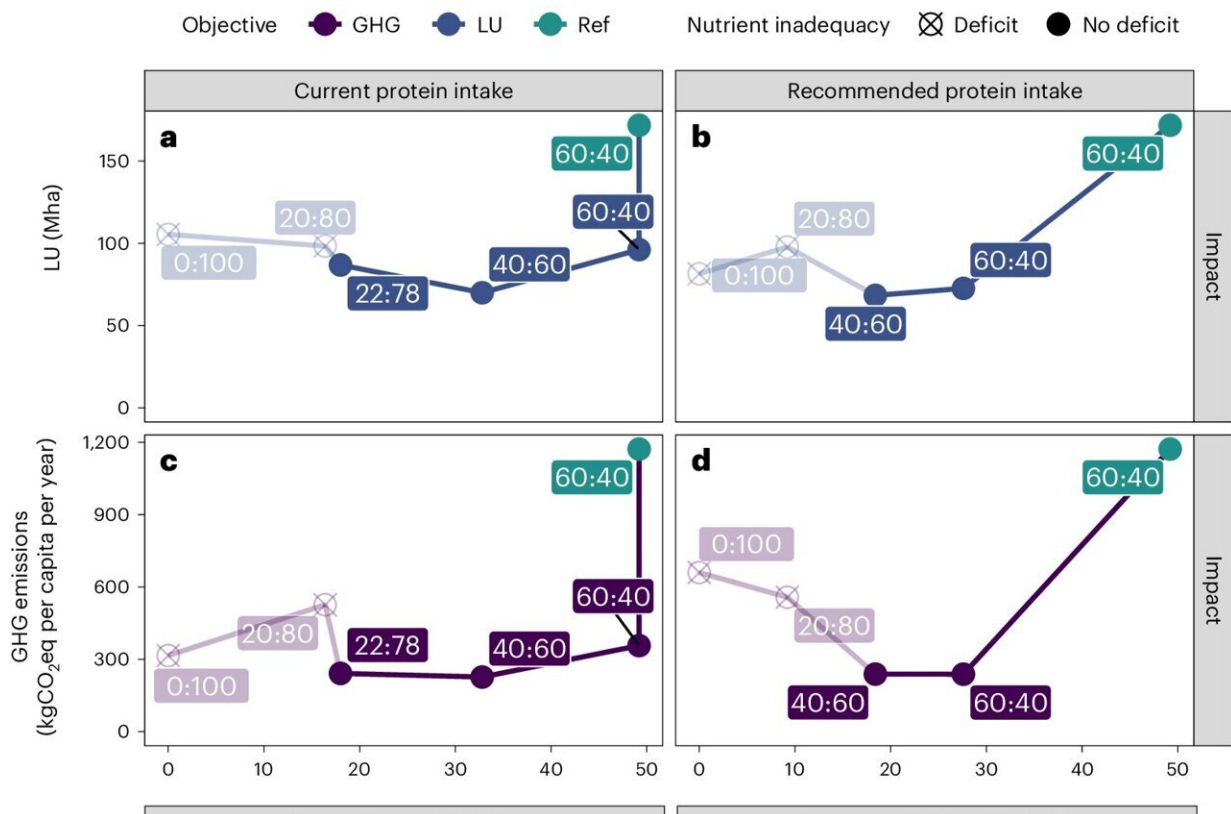 Objective GHG LU Ref Nutrient inadequacy Deficit No deficit
Current protein intake
Recommended protein intake
a
60:40
60:40
20:80
40:60
0:100
22:78
b
60:40
20:80
60:40
0:100
40:60
LU (Mha)
150
100
50
0
Impact
c
60:40
60:40
22:78
20:80
40:60
0:100
d
60:40
0:100
20:80
40:60
60:40
GHG emissions
(kgCO₂eq per capita per year)
1,200
900
600
300
0
Impact
0 10 20 30 40 50
0 10 20 30 40 50